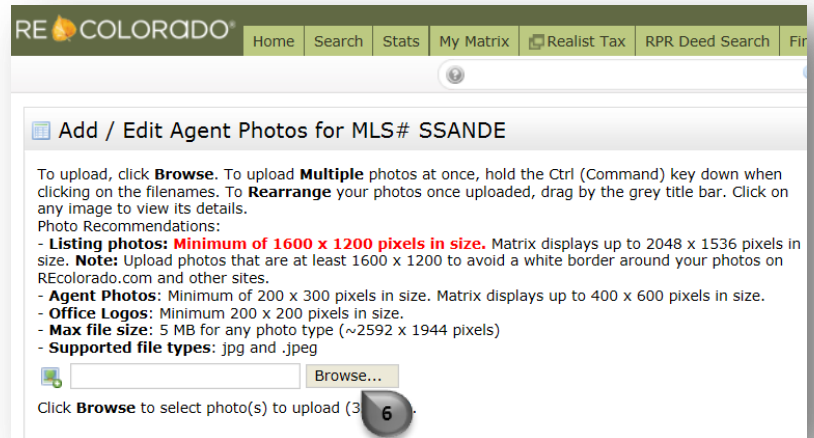 RE COLORADO®
Home Search Stats My Matrix Realist Tax RPR Deed Search
Add / Edit Agent Photos for MLS# SSANDE
To upload, click Browse. To upload Multiple photos at once, hold the Ctrl (Command) key down when
clicking on the filenames. To Rearrange your photos once uploaded, drag by the grey title bar. Click on
any image to view its details.
Photo Recommendations:
- Listing photos: Minimum of 1600 x 1200 pixels in size. Matrix displays up to 2048 x 1536 pixels in
size. Note: Upload photos that are at least 1600 x 1200 to avoid a white border around your photos on
REcolorado.com and other sites.
- Agent Photos: Minimum of 200 x 300 pixels in size. Matrix displays up to 400 x 600 pixels in size.
- Office Logos: Minimum 200 x 200 pixels in size.
- Max file size: 5 MB for any photo type (~2592 x 1944 pixels)
- Supported file types: jpg and .jpeg
Browse...
Click Browse to select photo(s) to upload (3
6